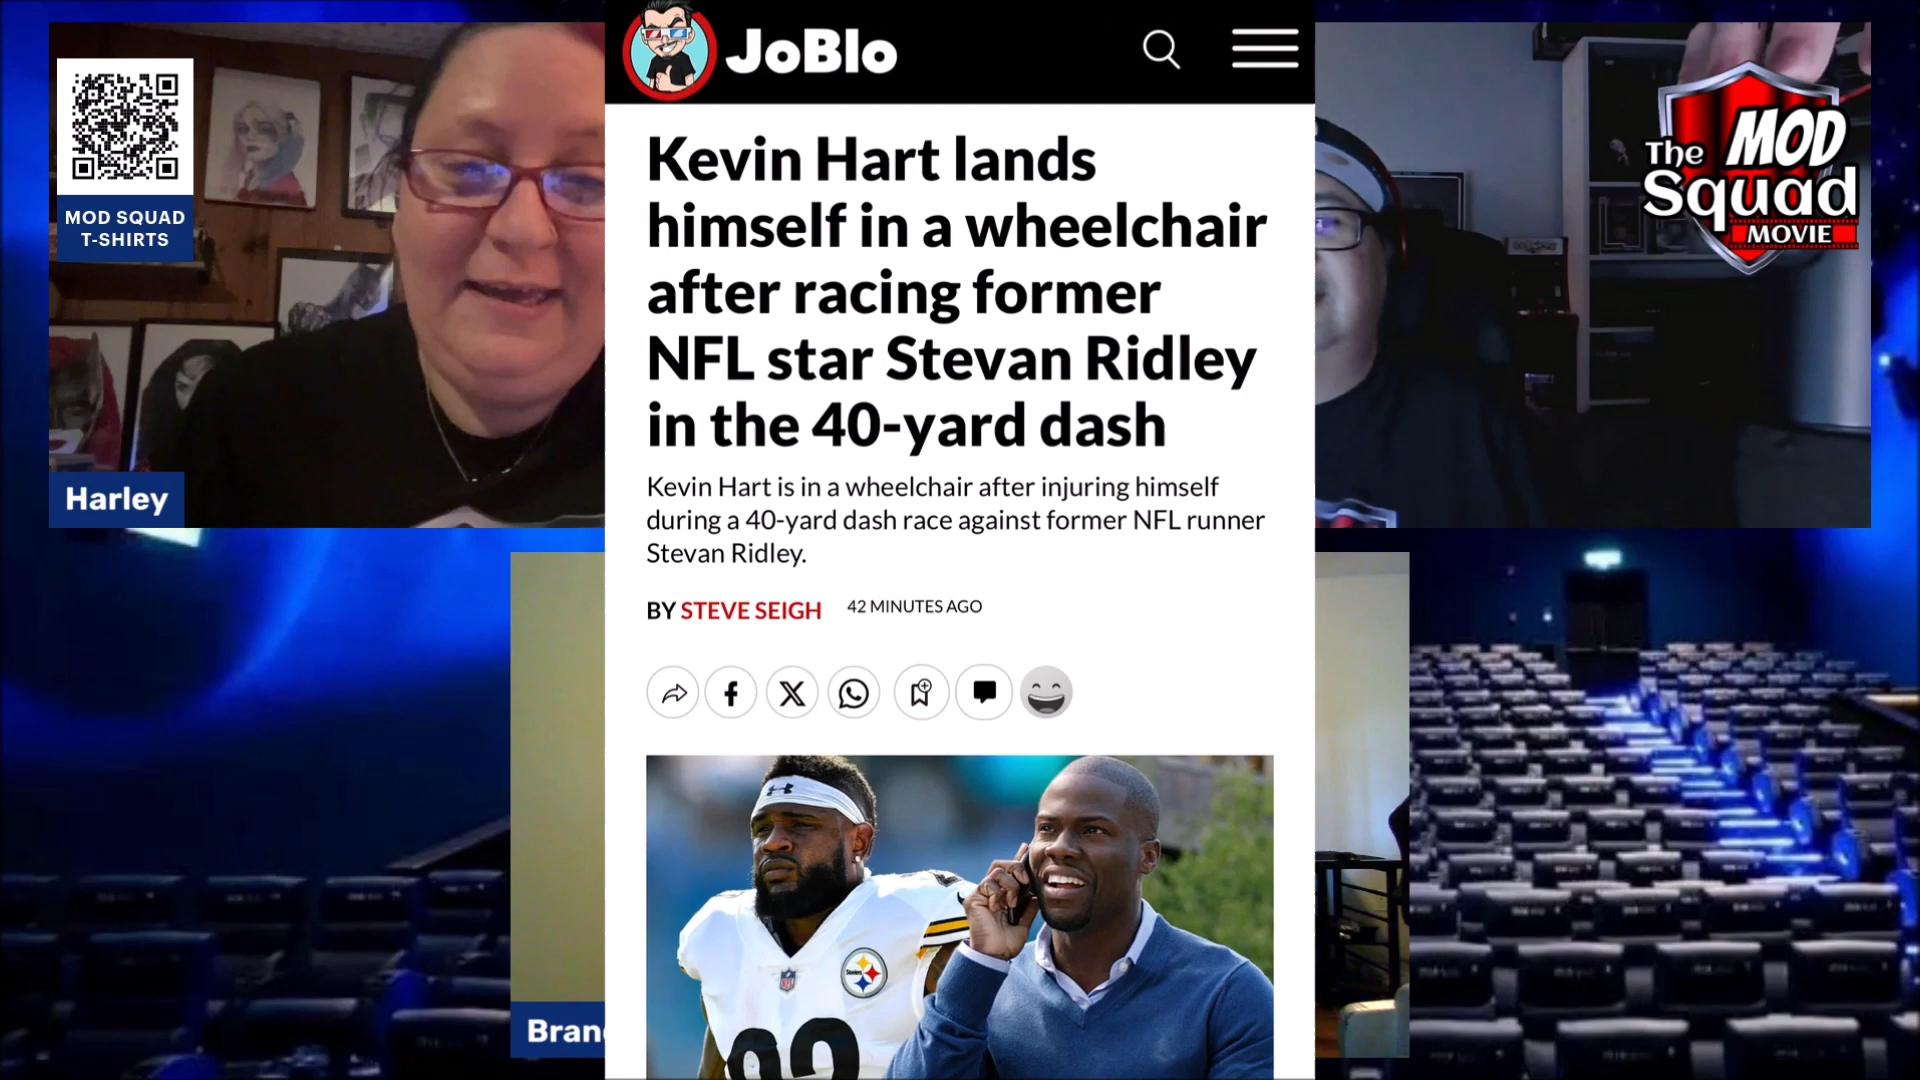 JoBlo
MOD SQUAD
T-SHIRTS
The MOD
Squad
MOVIE
Kevin Hart lands
himself in a wheelchair
after racing former
NFL star Stevan Ridley
in the 40-yard dash
Kevin Hart is in a wheelchair after injuring himself
during a 40-yard dash race against former NFL runner
Stevan Ridley.
Harley
BY STEVE SEIGH 42 MINUTES AGO
Steelers
NFL
Bran